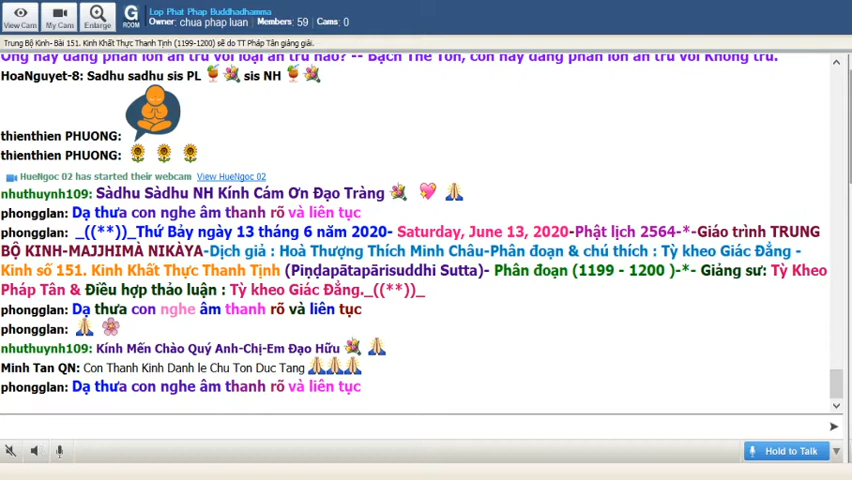 Lop Phat Phap Buddhadhamma
Owner: chua phap luan Members: 59 Cams: 0
View Cam My Cam Enlarge G ROOM
Trung Bộ Kinh- Bài 151. Kinh Khất Thực Thanh Tịnh (1199-1200) sẽ do TT Pháp Tân giảng giải.
Ông nay đang phần lớn an trú với loại an trú nào? -- Bạch Thế Tôn, con nay đang phần lớn an trú với Không trú.
HoaNguyet-8: Sadhu sadhu sis PL sis NH
thienthien PHUONG:
thienthien PHUONG:
HueNgoc 02 has started their webcam View HueNgoc 02
nhuthuynh109: Sàdhu Sàdhu NH Kính Cám Ơn Đạo Tràng
phongglan: Dạ thưa con nghe âm thanh rõ và liên tục
phongglan: _((**))_Thứ Bảy ngày 13 tháng 6 năm 2020- Saturday, June 13, 2020-Phật lịch 2564-*-Giáo trình TRUNG
BỘ KINH-MAJJHIMÀ NIKÀYA-Dịch giả : Hoà Thượng Thích Minh Châu-Phân đoạn & chú thích : Tỳ kheo Giác Đẳng -
Kinh số 151. Kinh Khất Thực Thanh Tịnh (Piṇḍapātapārisuddhi Sutta)- Phân đoạn (1199 - 1200 )-*- Giảng sư: Tỳ Kheo
Pháp Tân & Điều hợp thảo luận : Tỳ kheo Giác Đẳng._((**))_
phongglan: Dạ thưa con nghe âm thanh rõ và liên tục
phongglan:
nhuthuynh109: Kính Mến Chào Quý Anh-Chị-Em Đạo Hữu
Minh Tan QN: Con Thanh Kinh Danh le Chu Ton Duc Tang
phongglan: Dạ thưa con nghe âm thanh rõ và liên tục
Hold to Talk